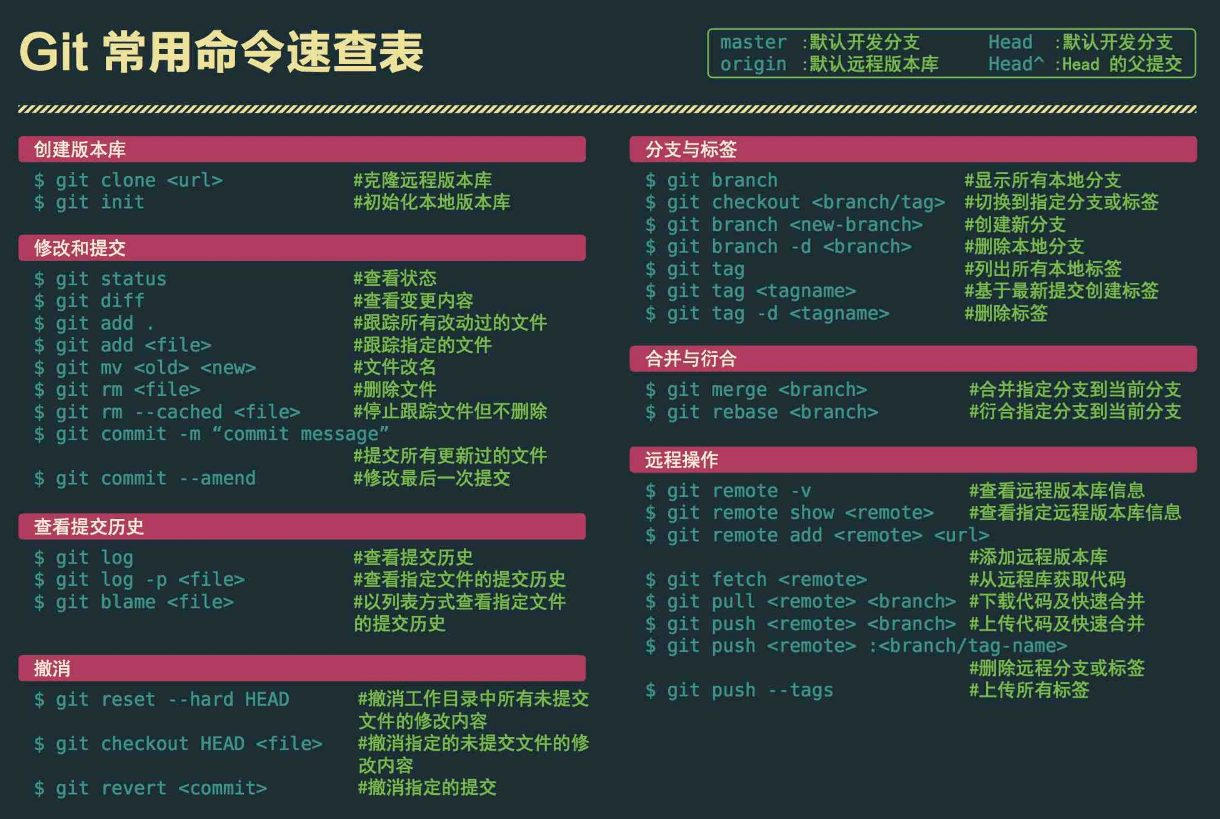 Git 常用命令速查表
master :默认开发分支 Head :默认开发分支
origin :默认远程版本库 Head^ :Head 的父提交
创建版本库
$ git clone <url> #克隆远程版本库
$ git init #初始化本地版本库
修改和提交
$ git status #查看状态
$ git diff #查看变更内容
$ git add . #跟踪所有改动过的文件
$ git add <file> #跟踪指定的文件
$ git mv <old> <new> #文件改名
$ git rm <file> #删除文件
$ git rm --cached <file> #停止跟踪文件但不删除
$ git commit -m “commit message”
#提交所有更新过的文件
$ git commit --amend #修改最后一次提交
查看提交历史
$ git log #查看提交历史
$ git log -p <file> #查看指定文件的提交历史
$ git blame <file> #以列表方式查看指定文件
的提交历史
撤消
$ git reset --hard HEAD #撤消工作目录中所有未提交
文件的修改内容
$ git checkout HEAD <file> #撤消指定的未提交文件的修
改内容
$ git revert <commit> #撤消指定的提交
分支与标签
$ git branch #显示所有本地分支
$ git checkout <branch/tag> #切换到指定分支或标签
$ git branch <new-branch> #创建新分支
$ git branch -d <branch> #删除本地分支
$ git tag #列出所有本地标签
$ git tag <tagname> #基于最新提交创建标签
$ git tag -d <tagname> #删除标签
合并与衍合
$ git merge <branch> #合并指定分支到当前分支
$ git rebase <branch> #衍合指定分支到当前分支
远程操作
$ git remote -v #查看远程版本库信息
$ git remote show <remote> #查看指定远程版本库信息
$ git remote add <remote> <url>
#添加远程版本库
$ git fetch <remote> #从远程库获取代码
$ git pull <remote> <branch> #下载代码及快速合并
$ git push <remote> <branch> #上传代码及快速合并
$ git push <remote> :<branch/tag-name>
#删除远程分支或标签
$ git push --tags #上传所有标签